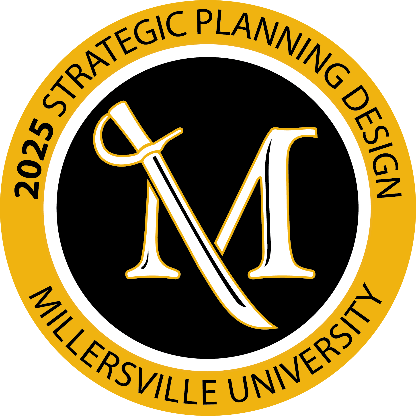 2025 STRATEGIC PLANNING DESIGN
M
MILLERSVILLE UNIVERSITY